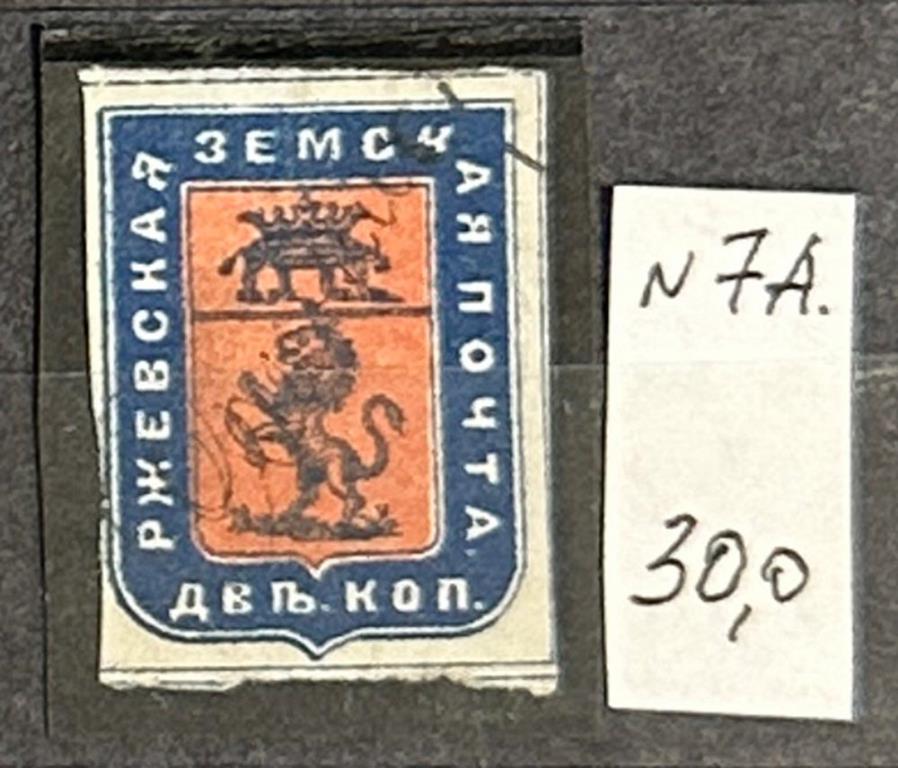 РЖЕВСКАЯ ЗЕМСКАЯ ПОЧТА.
ДВѢ. КОП.
N 7A.
30,0